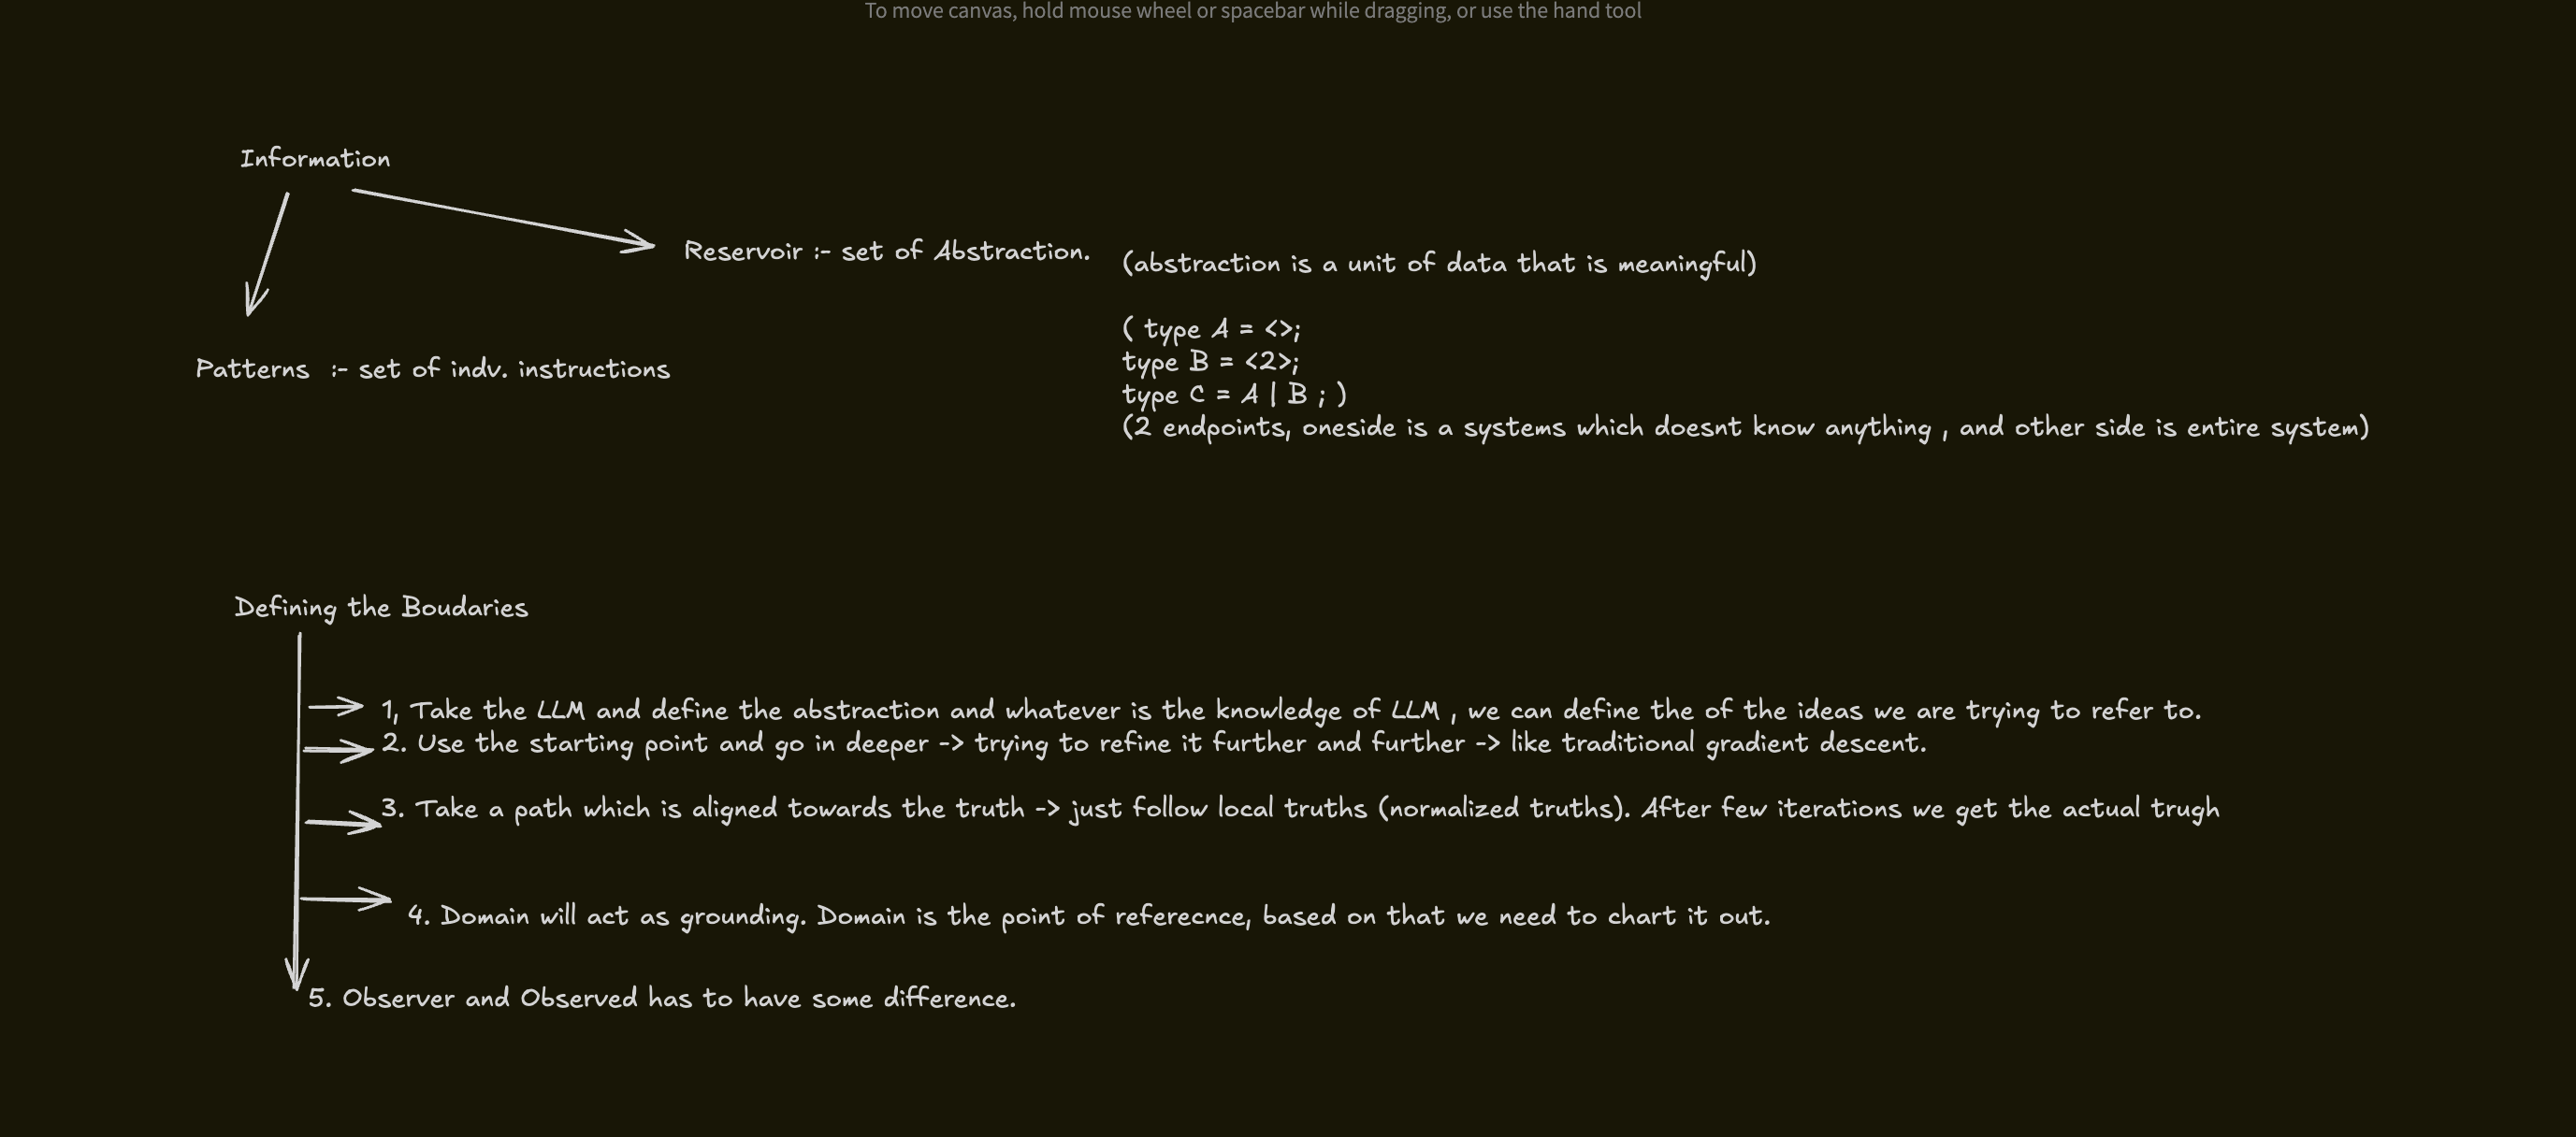 To move canvas, hold mouse wheel or spacebar while dragging, or use the hand tool
Information
Reservoir :- set of Abstraction.
(abstraction is a unit of data that is meaningful)
( type A = <>;
type B = <2>;
type C = A | B ; )
(2 endpoints, oneside is a systems which doesnt know anything , and other side is entire system)
Patterns :- set of indv. instructions
Defining the Boudaries
1, Take the LLM and define the abstraction and whatever is the knowledge of LLM , we can define the of the ideas we are trying to refer to.
2. Use the starting point and go in deeper -> trying to refine it further and further -> like traditional gradient descent.
3. Take a path which is aligned towards the truth -> just follow local truths (normalized truths). After few iterations we get the actual trugh
4. Domain will act as grounding. Domain is the point of referecnce, based on that we need to chart it out.
5. Observer and Observed has to have some difference.